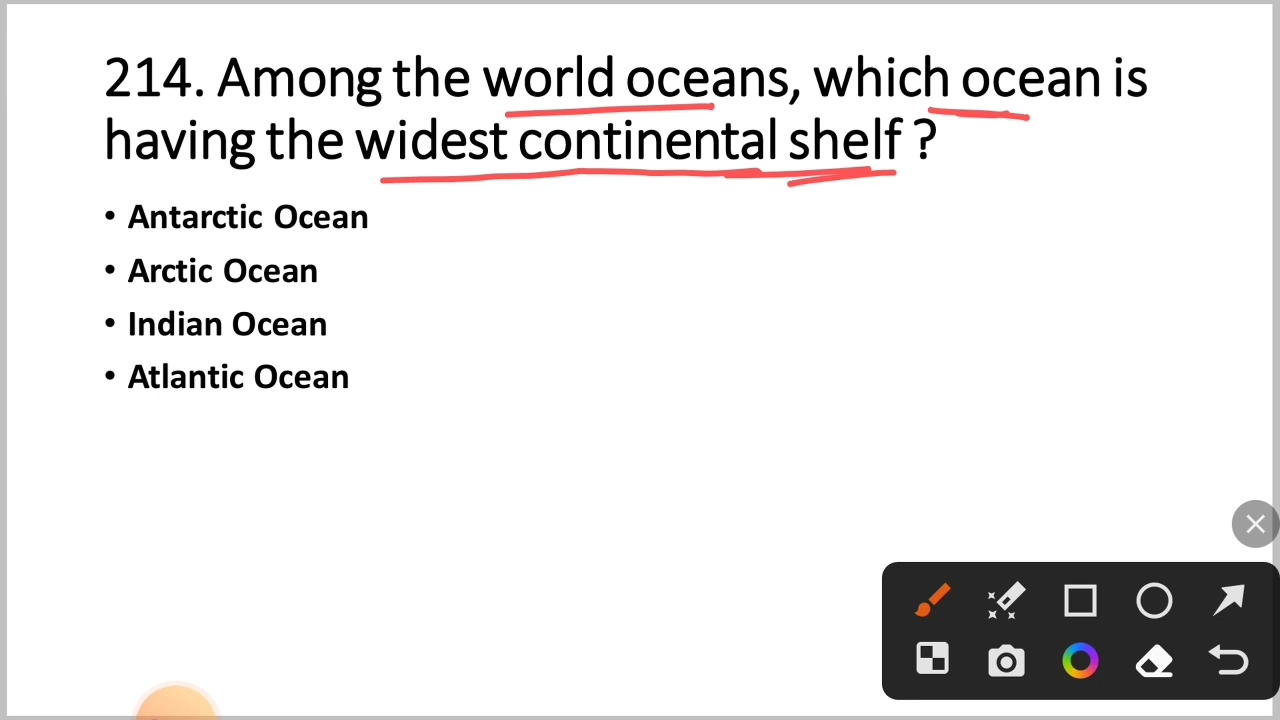 214. Among the world oceans, which ocean is
having the widest continental shelf ?
• Antarctic Ocean
• Arctic Ocean
• Indian Ocean
• Atlantic Ocean